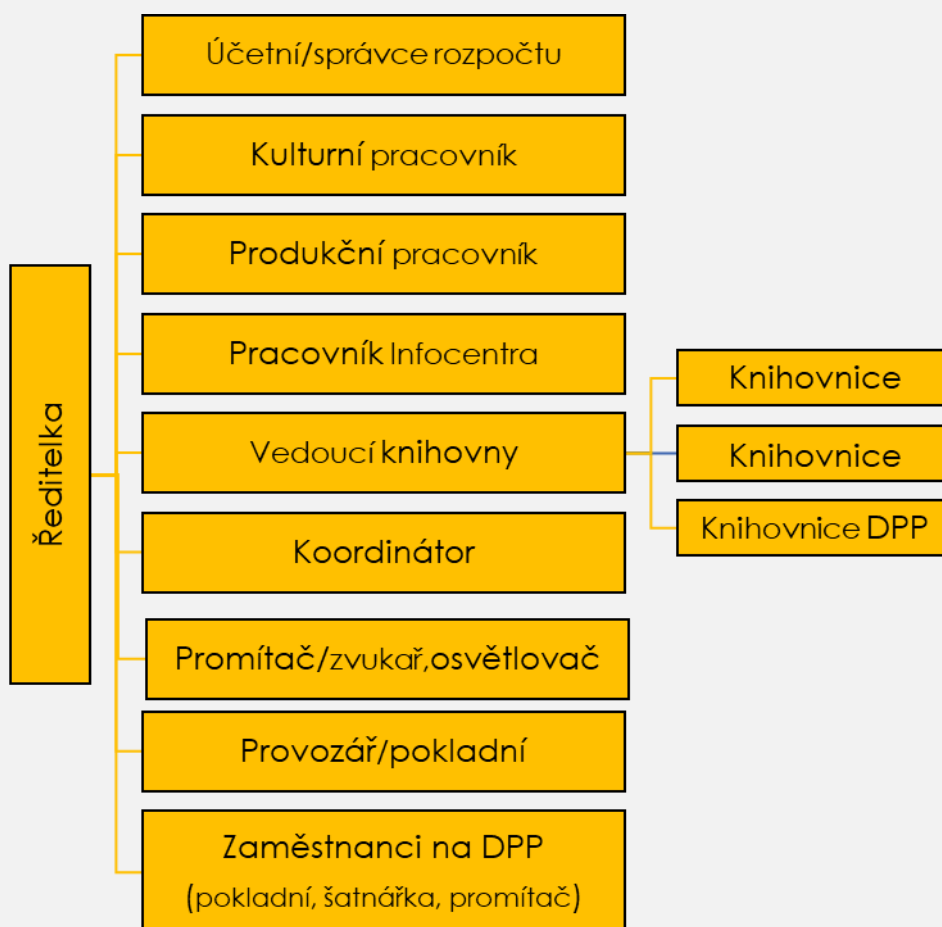 Ředitelka
Účetní/správce rozpočtu
Kulturní pracovník
Produkční pracovník
Pracovník Infocentra
Vedoucí knihovny
Knihovnice
Knihovnice
Knihovnice DPP
Koordinátor
Promítač/zvukař,osvětlovač
Provozář/pokladní
Zaměstnanci na DPP
(pokladní, šatnářka, promítač)